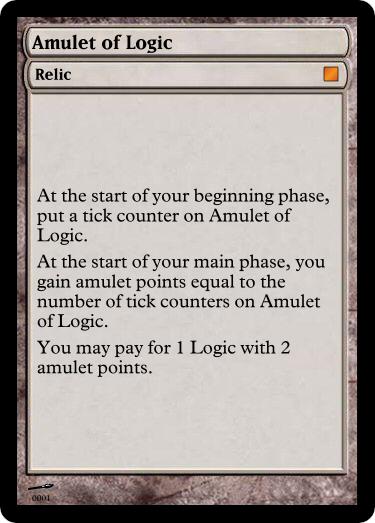 Amulet of Logic
Relic
At the start of your beginning phase,
put a tick counter on Amulet of
Logic.
At the start of your main phase, you
gain amulet points equal to the
number of tick counters on Amulet
of Logic.
You may pay for 1 Logic with 2
amulet points.
0001